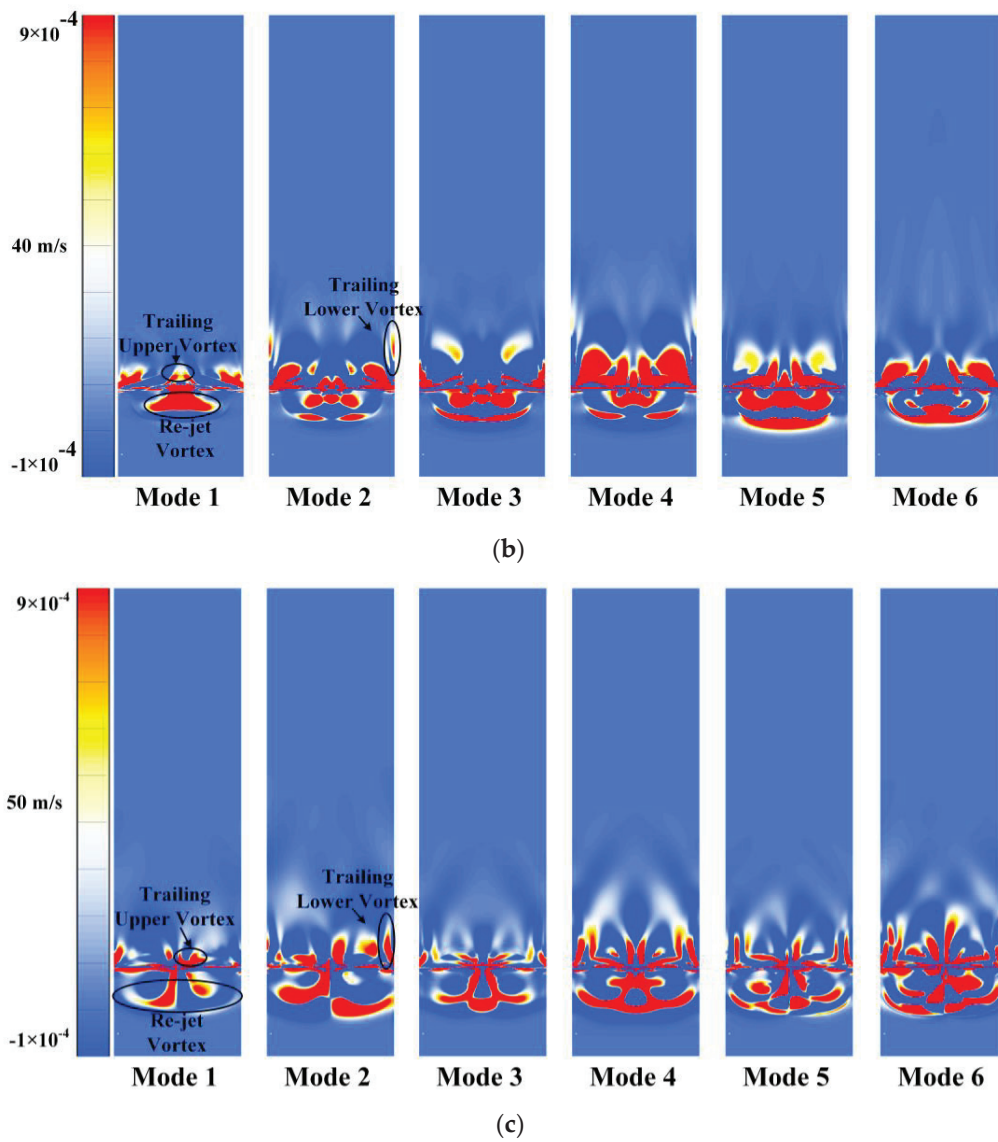 9×10-4
40 m/s
-1×10-4
Trailing
Upper Vortex
Re-jet
Vortex
Trailing
Lower Vortex
Mode 1 Mode 2 Mode 3 Mode 4 Mode 5 Mode 6
(b)
9×10-4
50 m/s
-1×10-4
Trailing
Upper Vortex
Re-jet
Vortex
Trailing
Lower Vortex
Mode 1 Mode 2 Mode 3 Mode 4 Mode 5 Mode 6
(c)